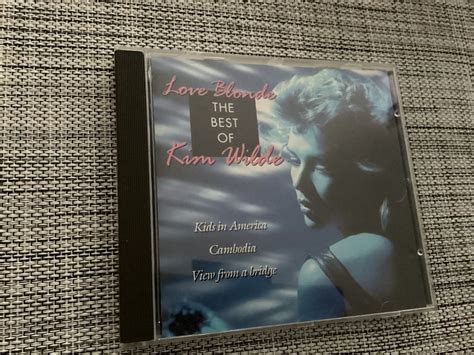 Love Blonde
THE
BEST
OF
Kim Wilde
Kids in America
Cambodia
View from a bridge